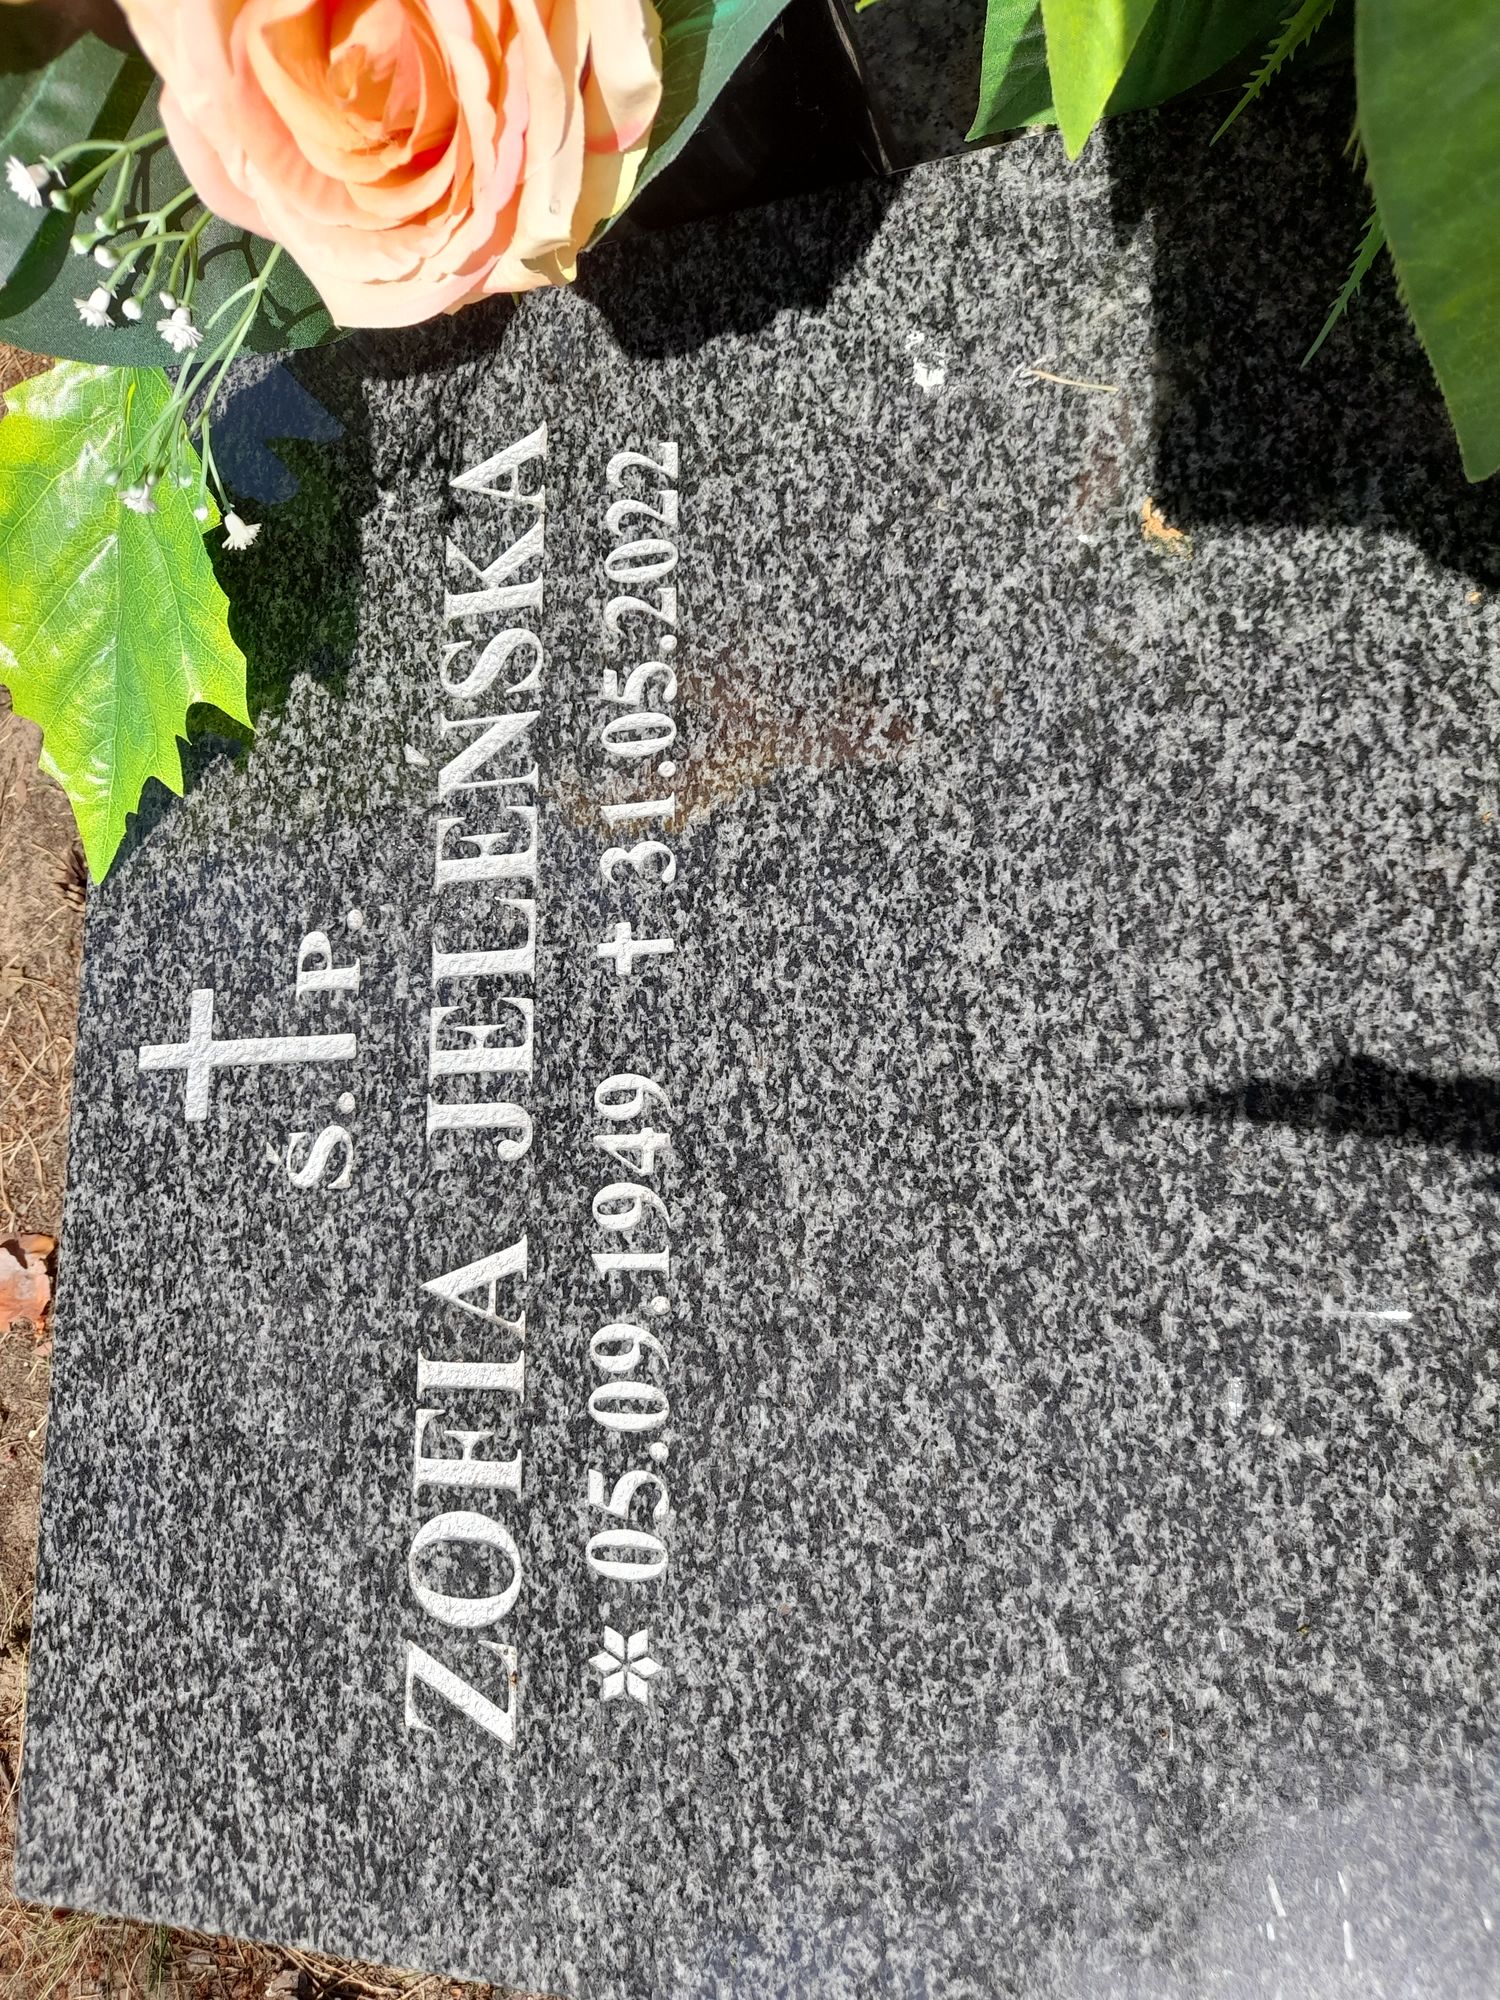 Ś. P.
ZOFIA JELEŃSKA
* 05.09.1949 + 31.05.2022